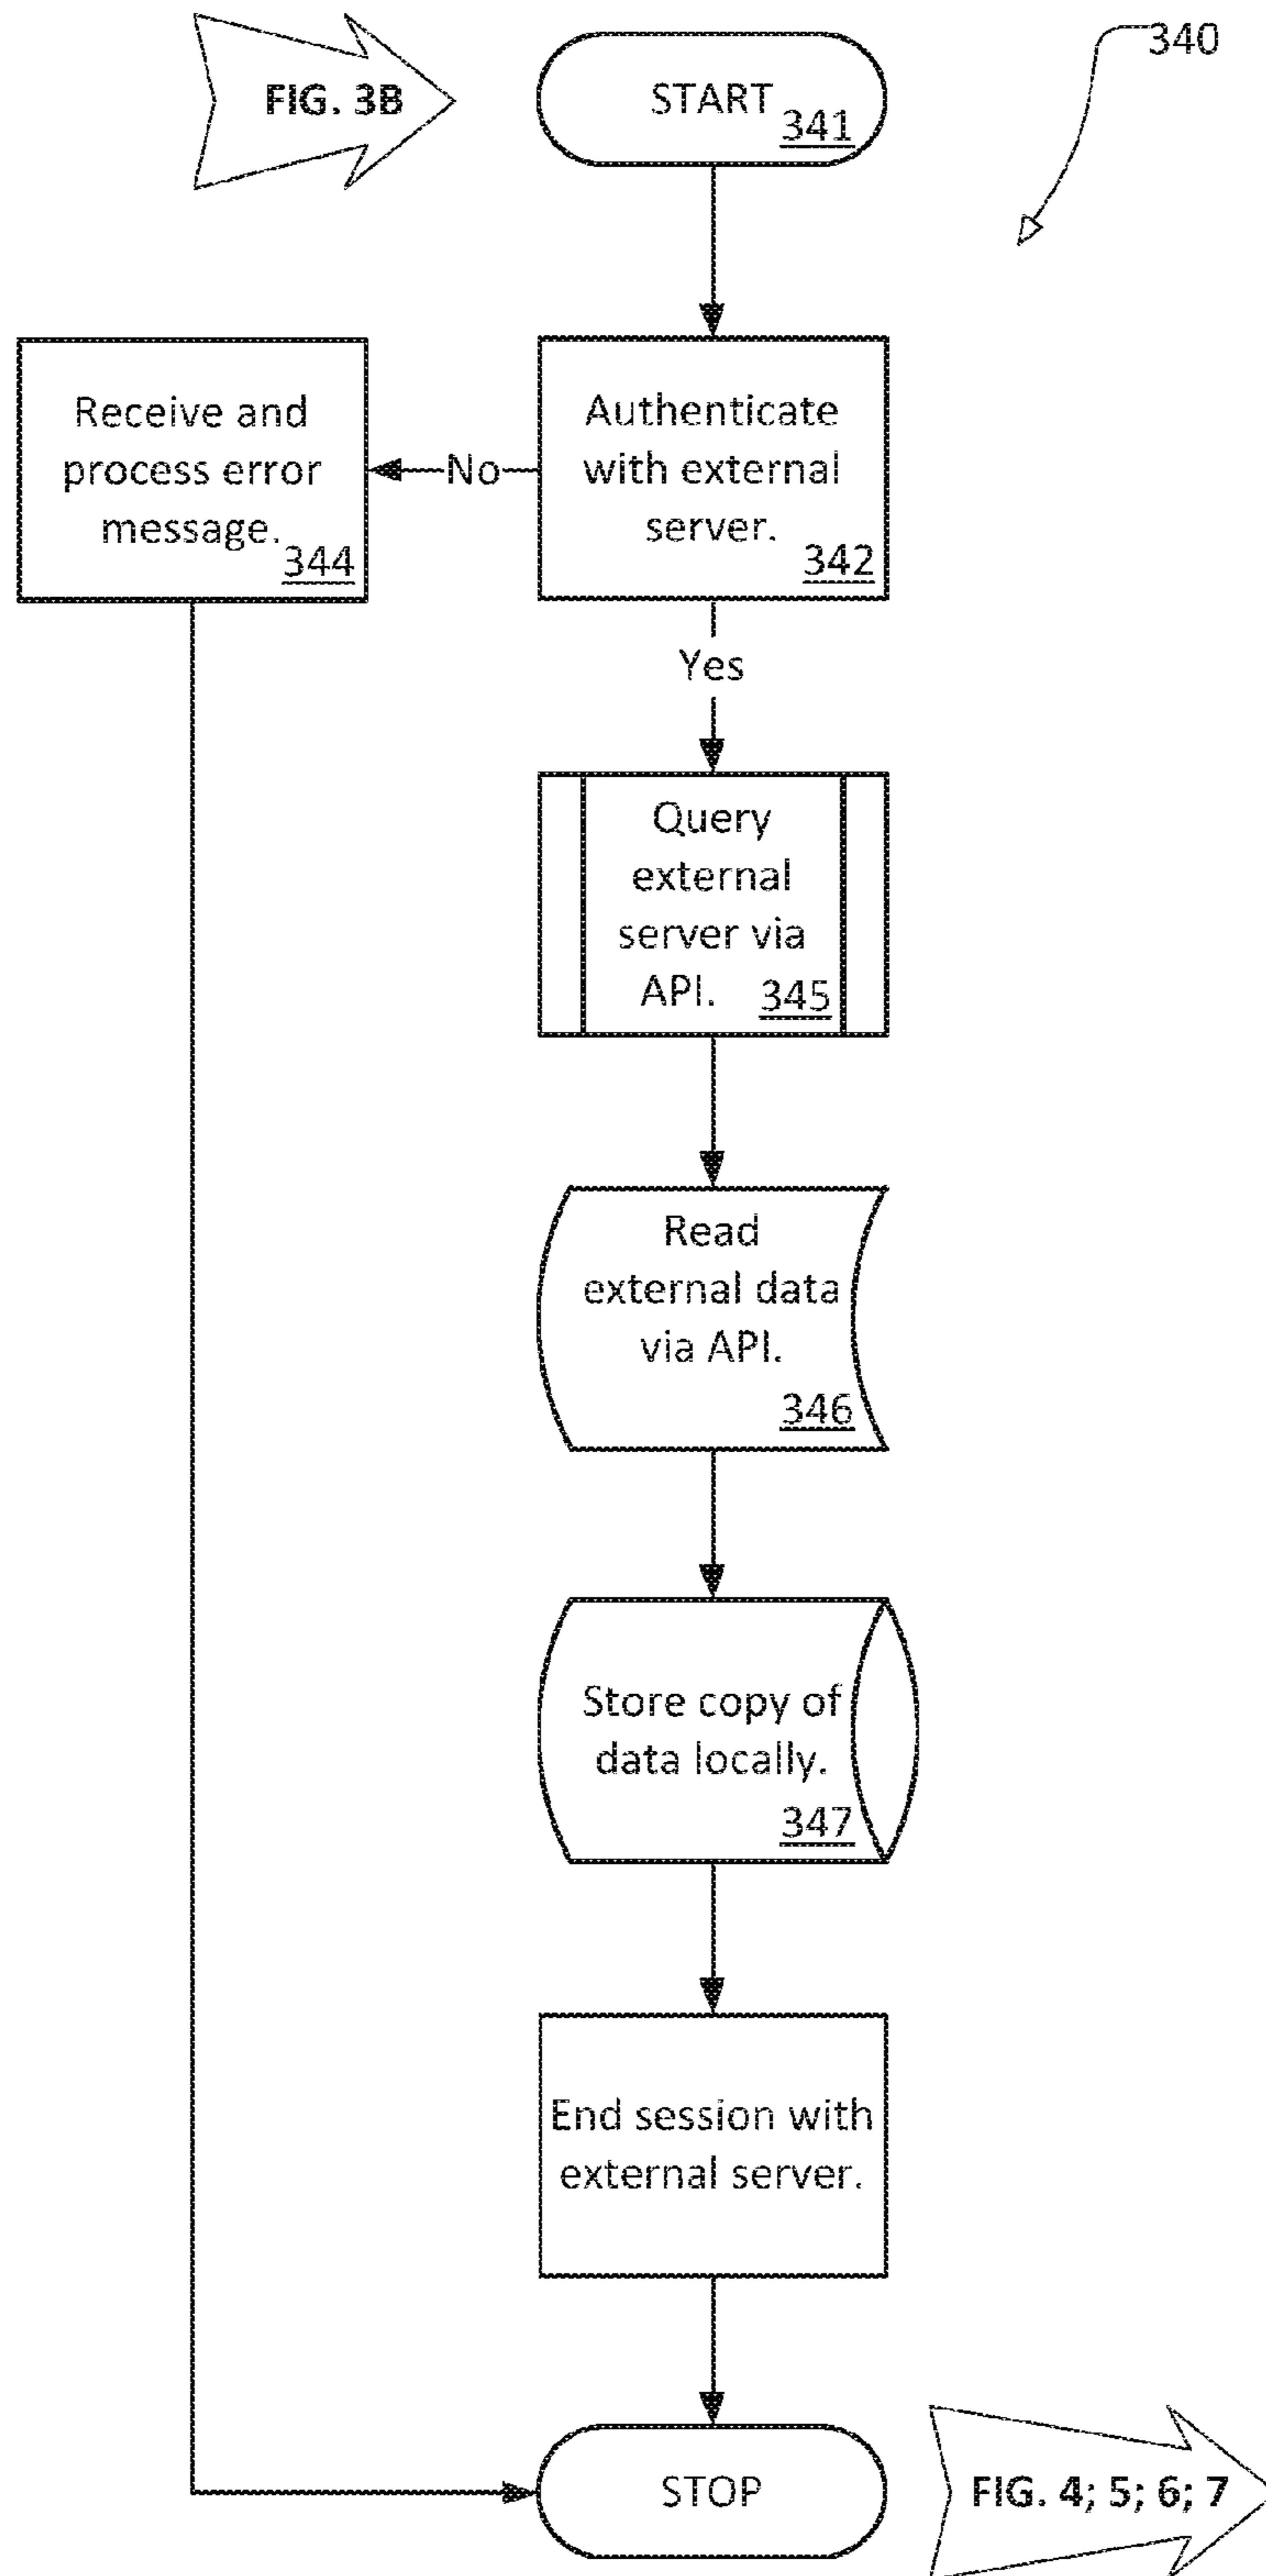 340
FIG. 3B
START
341
Receive and
process error
message.
344
No
Authenticate
with external
server.
342
Yes
Query
external
server via
API.
345
Read
external data
via API.
346
Store copy of
data locally.
347
End session with
external server.
STOP
FIG. 4; 5; 6; 7